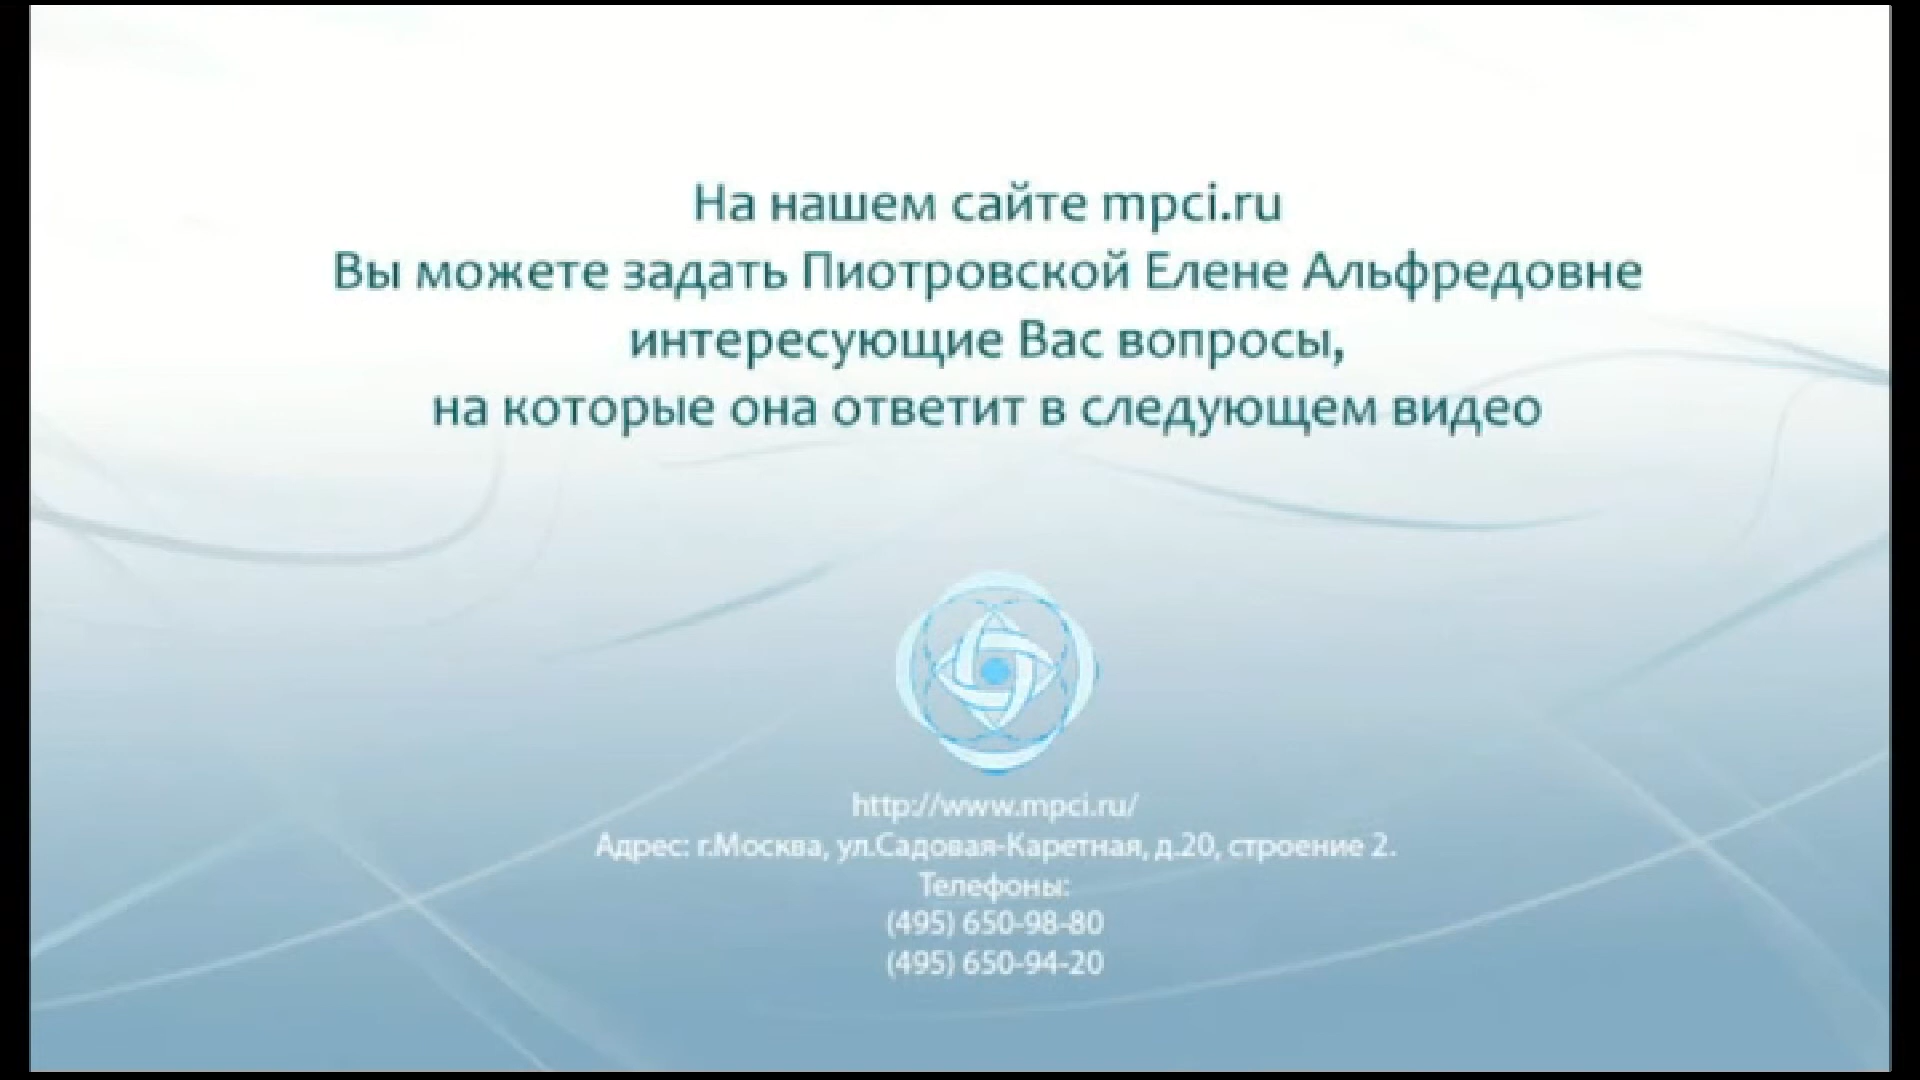 На нашем сайте mpci.ru
Вы можете задать Пиотровской Елене Альфредовне
интересующие Вас вопросы,
на которые она ответит в следующем видео
http://www.mpci.ru/
Адрес: г.Москва, ул.Садовая-Каретная, д.20, строение 2.
Телефоны:
(495) 650-98-80
(495) 650-94-20